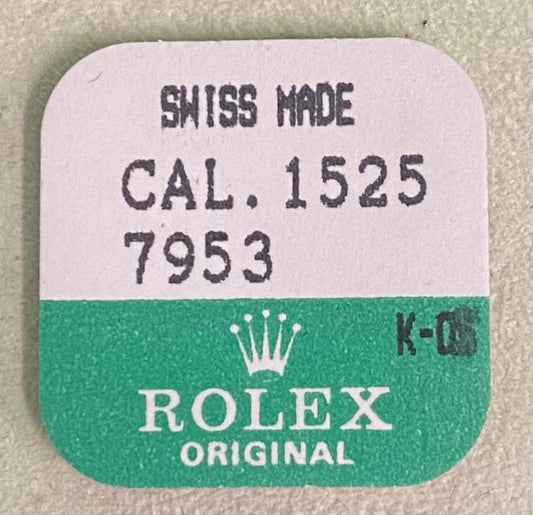 SWISS MADE
CAL. 1525
7953
ROLEX
ORIGINAL